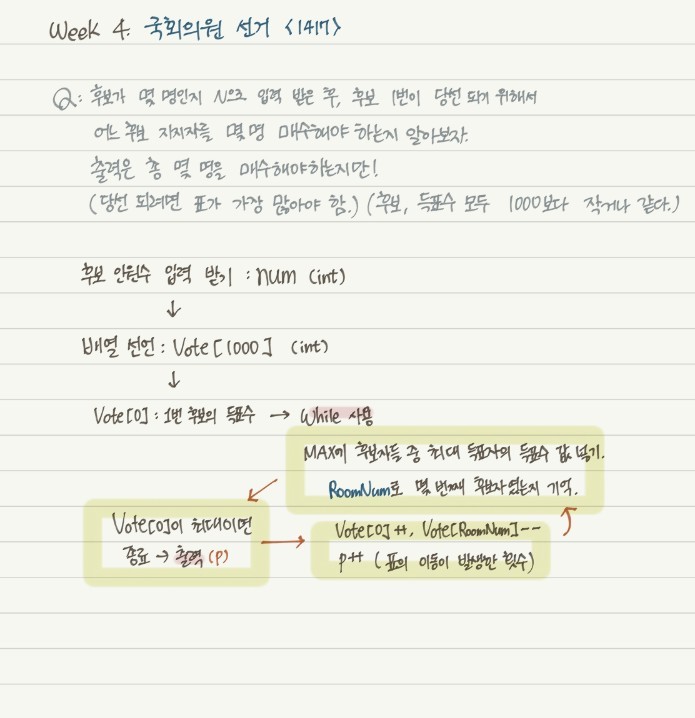 Week 4. 국회의원 선거 <1417>
Q: 후보가 몇 명인지 N으로 입력 받은 후, 후보 1번이 당선 되기 위해서
어느 후보 지지자를 몇 명 매수해야 하는지 알아보자.
출력은 총 몇 명을 매수해야하는지만!
(당선 되려면 표가 가장 많아야 함.) (후보, 득표수 모두 1000보다 작거나 같다.)
후보 인원수 입력 받기 : num (int)
↓
배열 선언 : Vote[1000] (int)
↓
Vote[0] : 1번 후보의 득표수 → While 사용
MAX에 후보자들 중 최대 득표자의 득표수 값 넣기.
RoomNum로 몇 번째 후보자였는지 기억.
Vote[0]이 최대이면
종료 → 출력 (P)
Vote[0]++, Vote[RoomNum]--
P++ ( 표의 이동이 발생한 횟수)